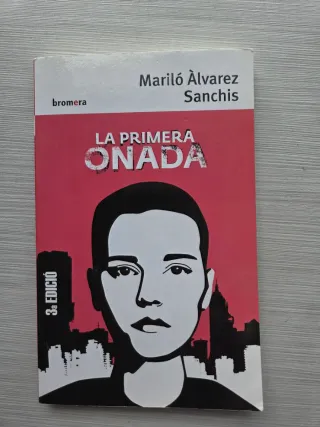 bromera
Mariló Àlvarez
Sanchis
LA PRIMERA
ONADA
3a EDICIÓ